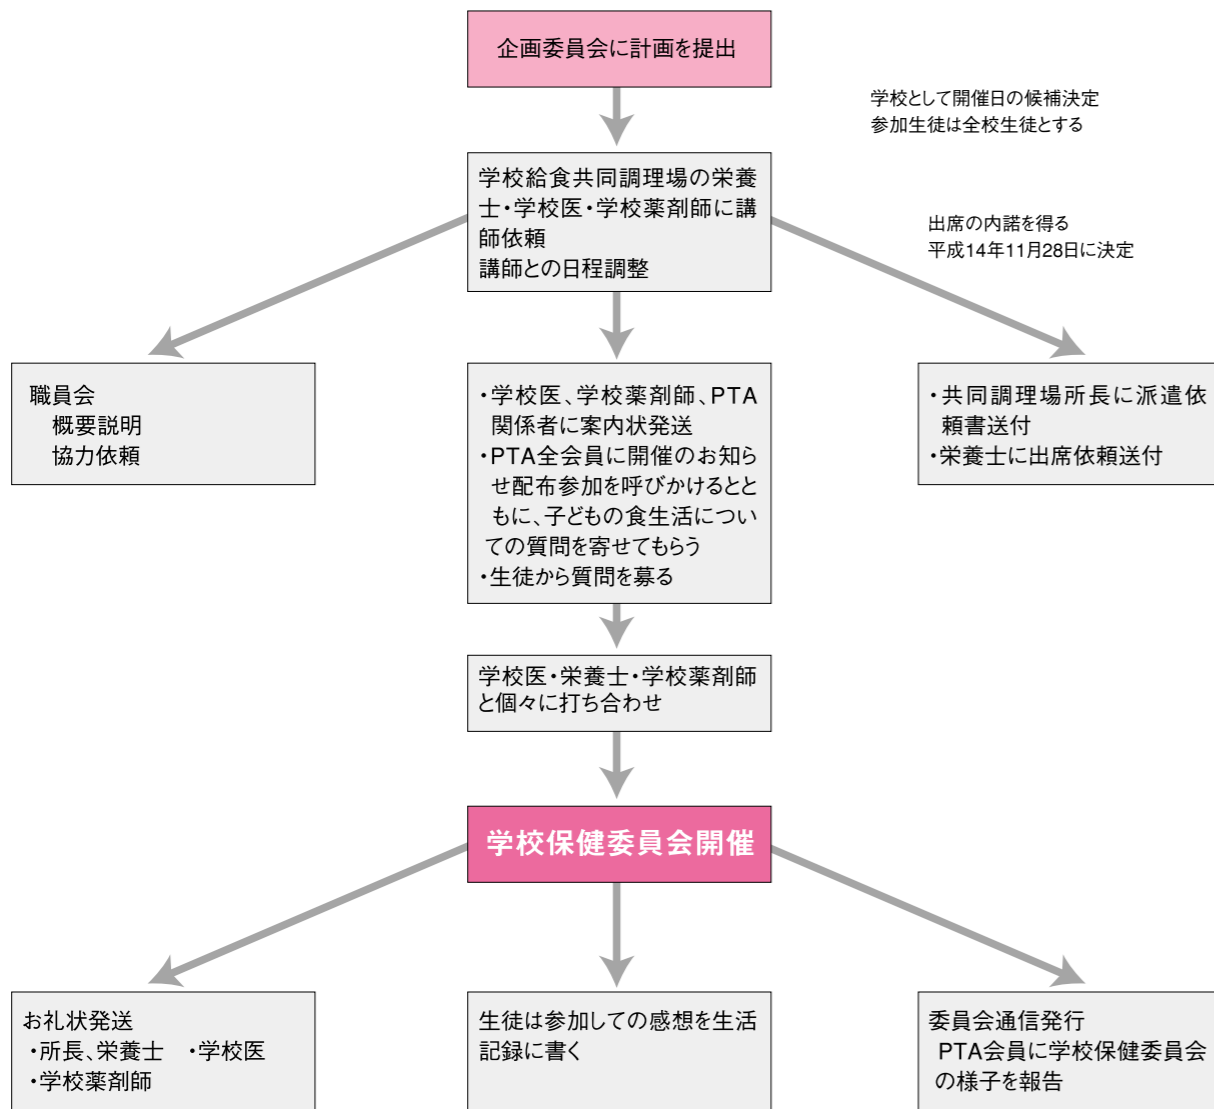 企画委員会に計画を提出
学校として開催日の候補決定
参加生徒は全校生徒とする
学校給食共同調理場の栄養
士・学校医・学校薬剤師に講
師依頼
講師との日程調整
出席の内諾を得る
平成14年11月28日に決定
職員会
概要説明
協力依頼
・学校医、学校薬剤師、PTA
関係者に案内状発送
・PTA全会員に開催のお知ら
せ配布参加を呼びかけるとと
もに、子どもの食生活につい
ての質問を寄せてもらう
・生徒から質問を募る
・共同調理場所長に派遣依
頼書送付
・栄養士に出席依頼送付
学校医・栄養士・学校薬剤師
と個々に打ち合わせ
学校保健委員会開催
お礼状発送
・所長、栄養士　・学校医
・学校薬剤師
生徒は参加しての感想を生活
記録に書く
委員会通信発行
PTA会員に学校保健委員会
の様子を報告